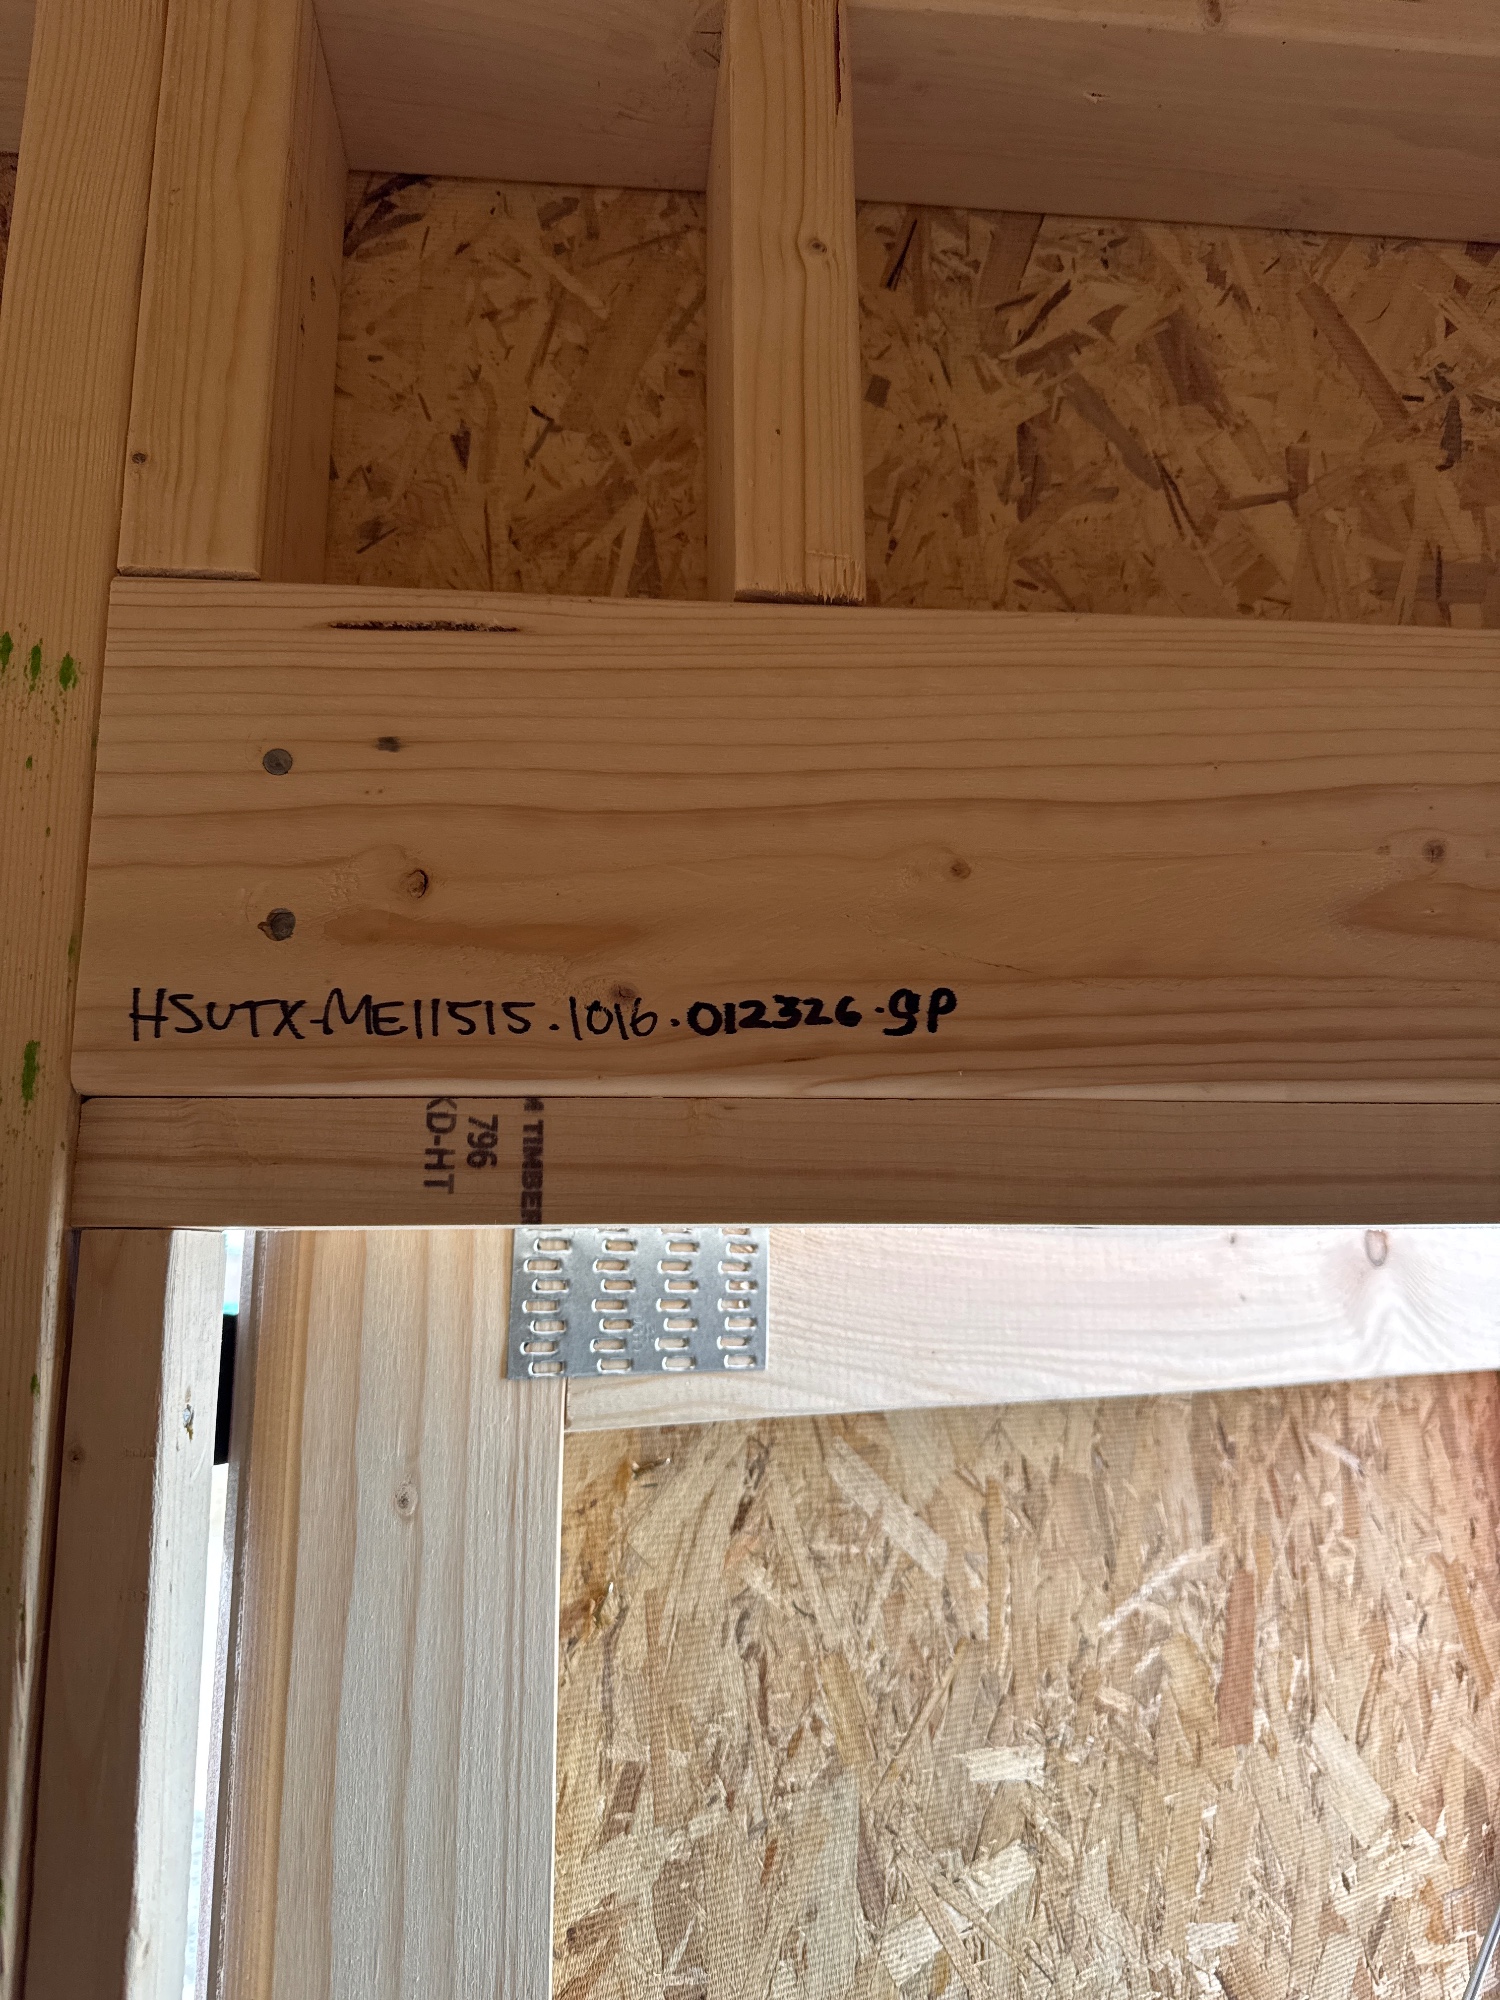 HSUTX-ME11515.1016.012326.gp
TIMBER
796
KD-HT